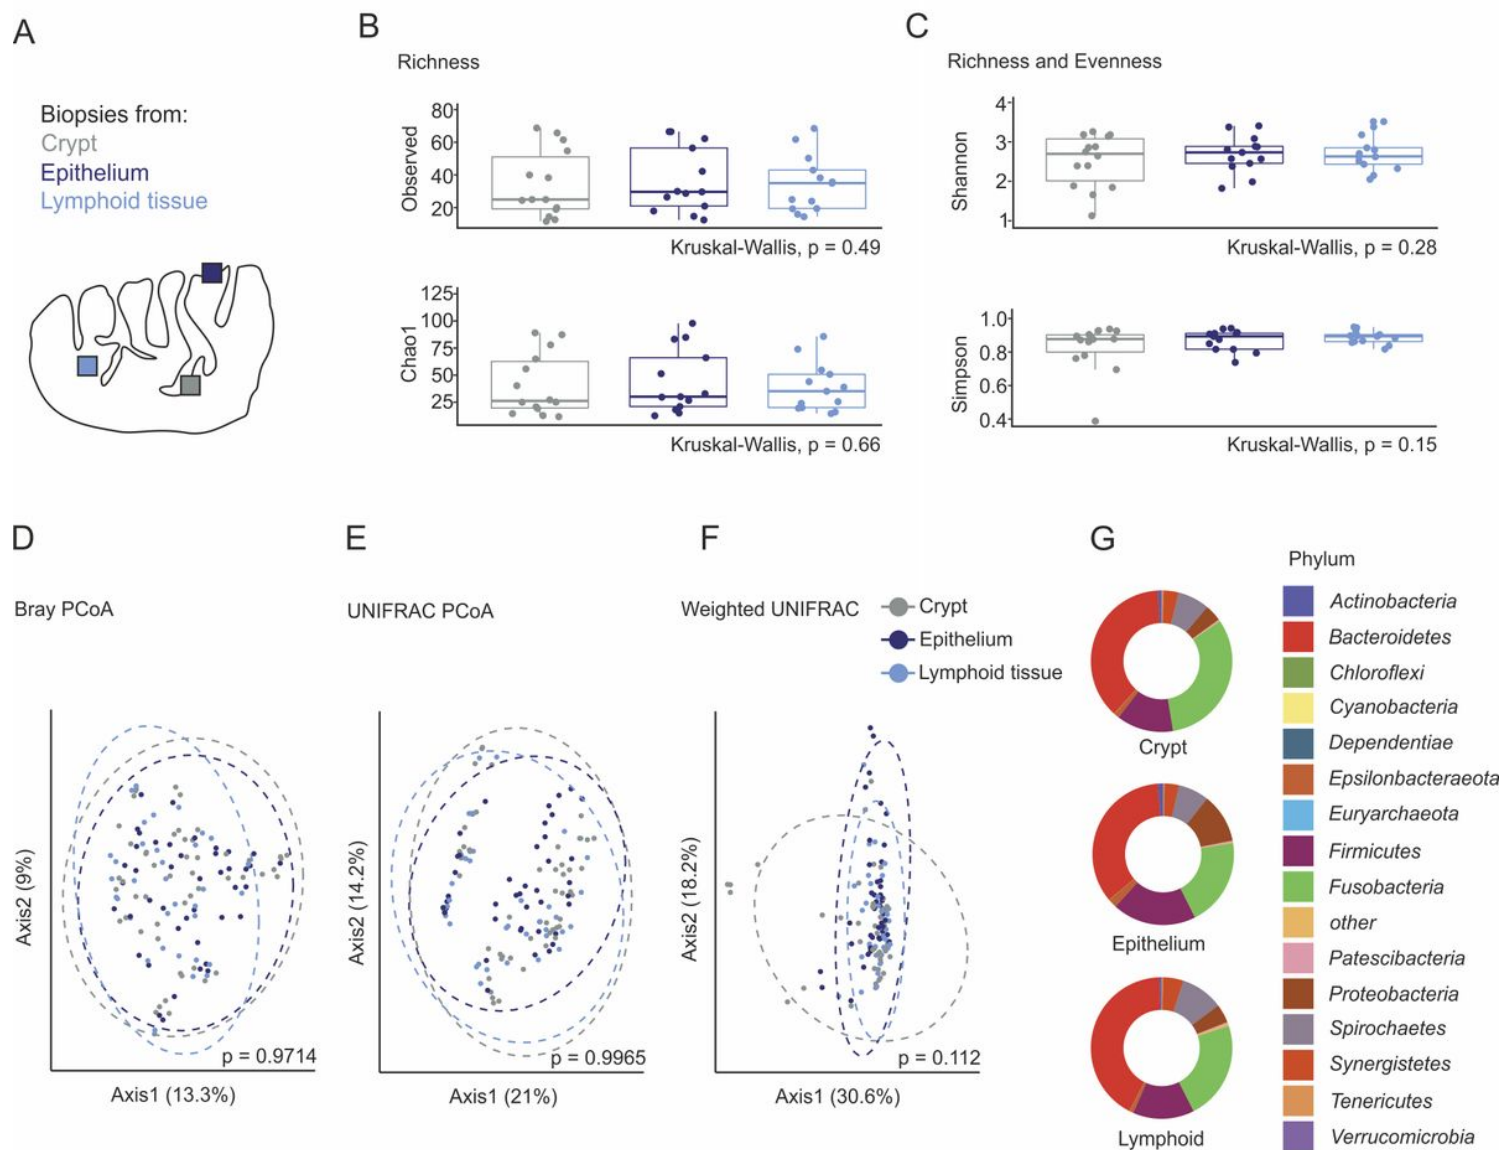 A
Biopsies from:
Crypt
Epithelium
Lymphoid tissue
B
Richness
Observed
80
60
40
20
Kruskal-Wallis, p = 0.49
Chao1
125
100
75
50
25
Kruskal-Wallis, p = 0.66
C
Richness and Evenness
Shannon
4
3
2
1
Kruskal-Wallis, p = 0.28
Simpson
1.0
0.8
0.6
0.4
Kruskal-Wallis, p = 0.15
D
Bray PCoA
Axis2 (9%)
p = 0.9714
Axis1 (13.3%)
E
UNIFRAC PCoA
Axis2 (14.2%)
p = 0.9965
Axis1 (21%)
F
Weighted UNIFRAC
Crypt
Epithelium
Lymphoid tissue
Axis2 (18.2%)
p = 0.112
Axis1 (30.6%)
G
Crypt
Epithelium
Lymphoid
Phylum
Actinobacteria
Bacteroidetes
Chloroflexi
Cyanobacteria
Dependentiae
Epsilonbacteraeota
Euryarchaeota
Firmicutes
Fusobacteria
other
Patescibacteria
Proteobacteria
Spirochaetes
Synergistetes
Tenericutes
Verrucomicrobia